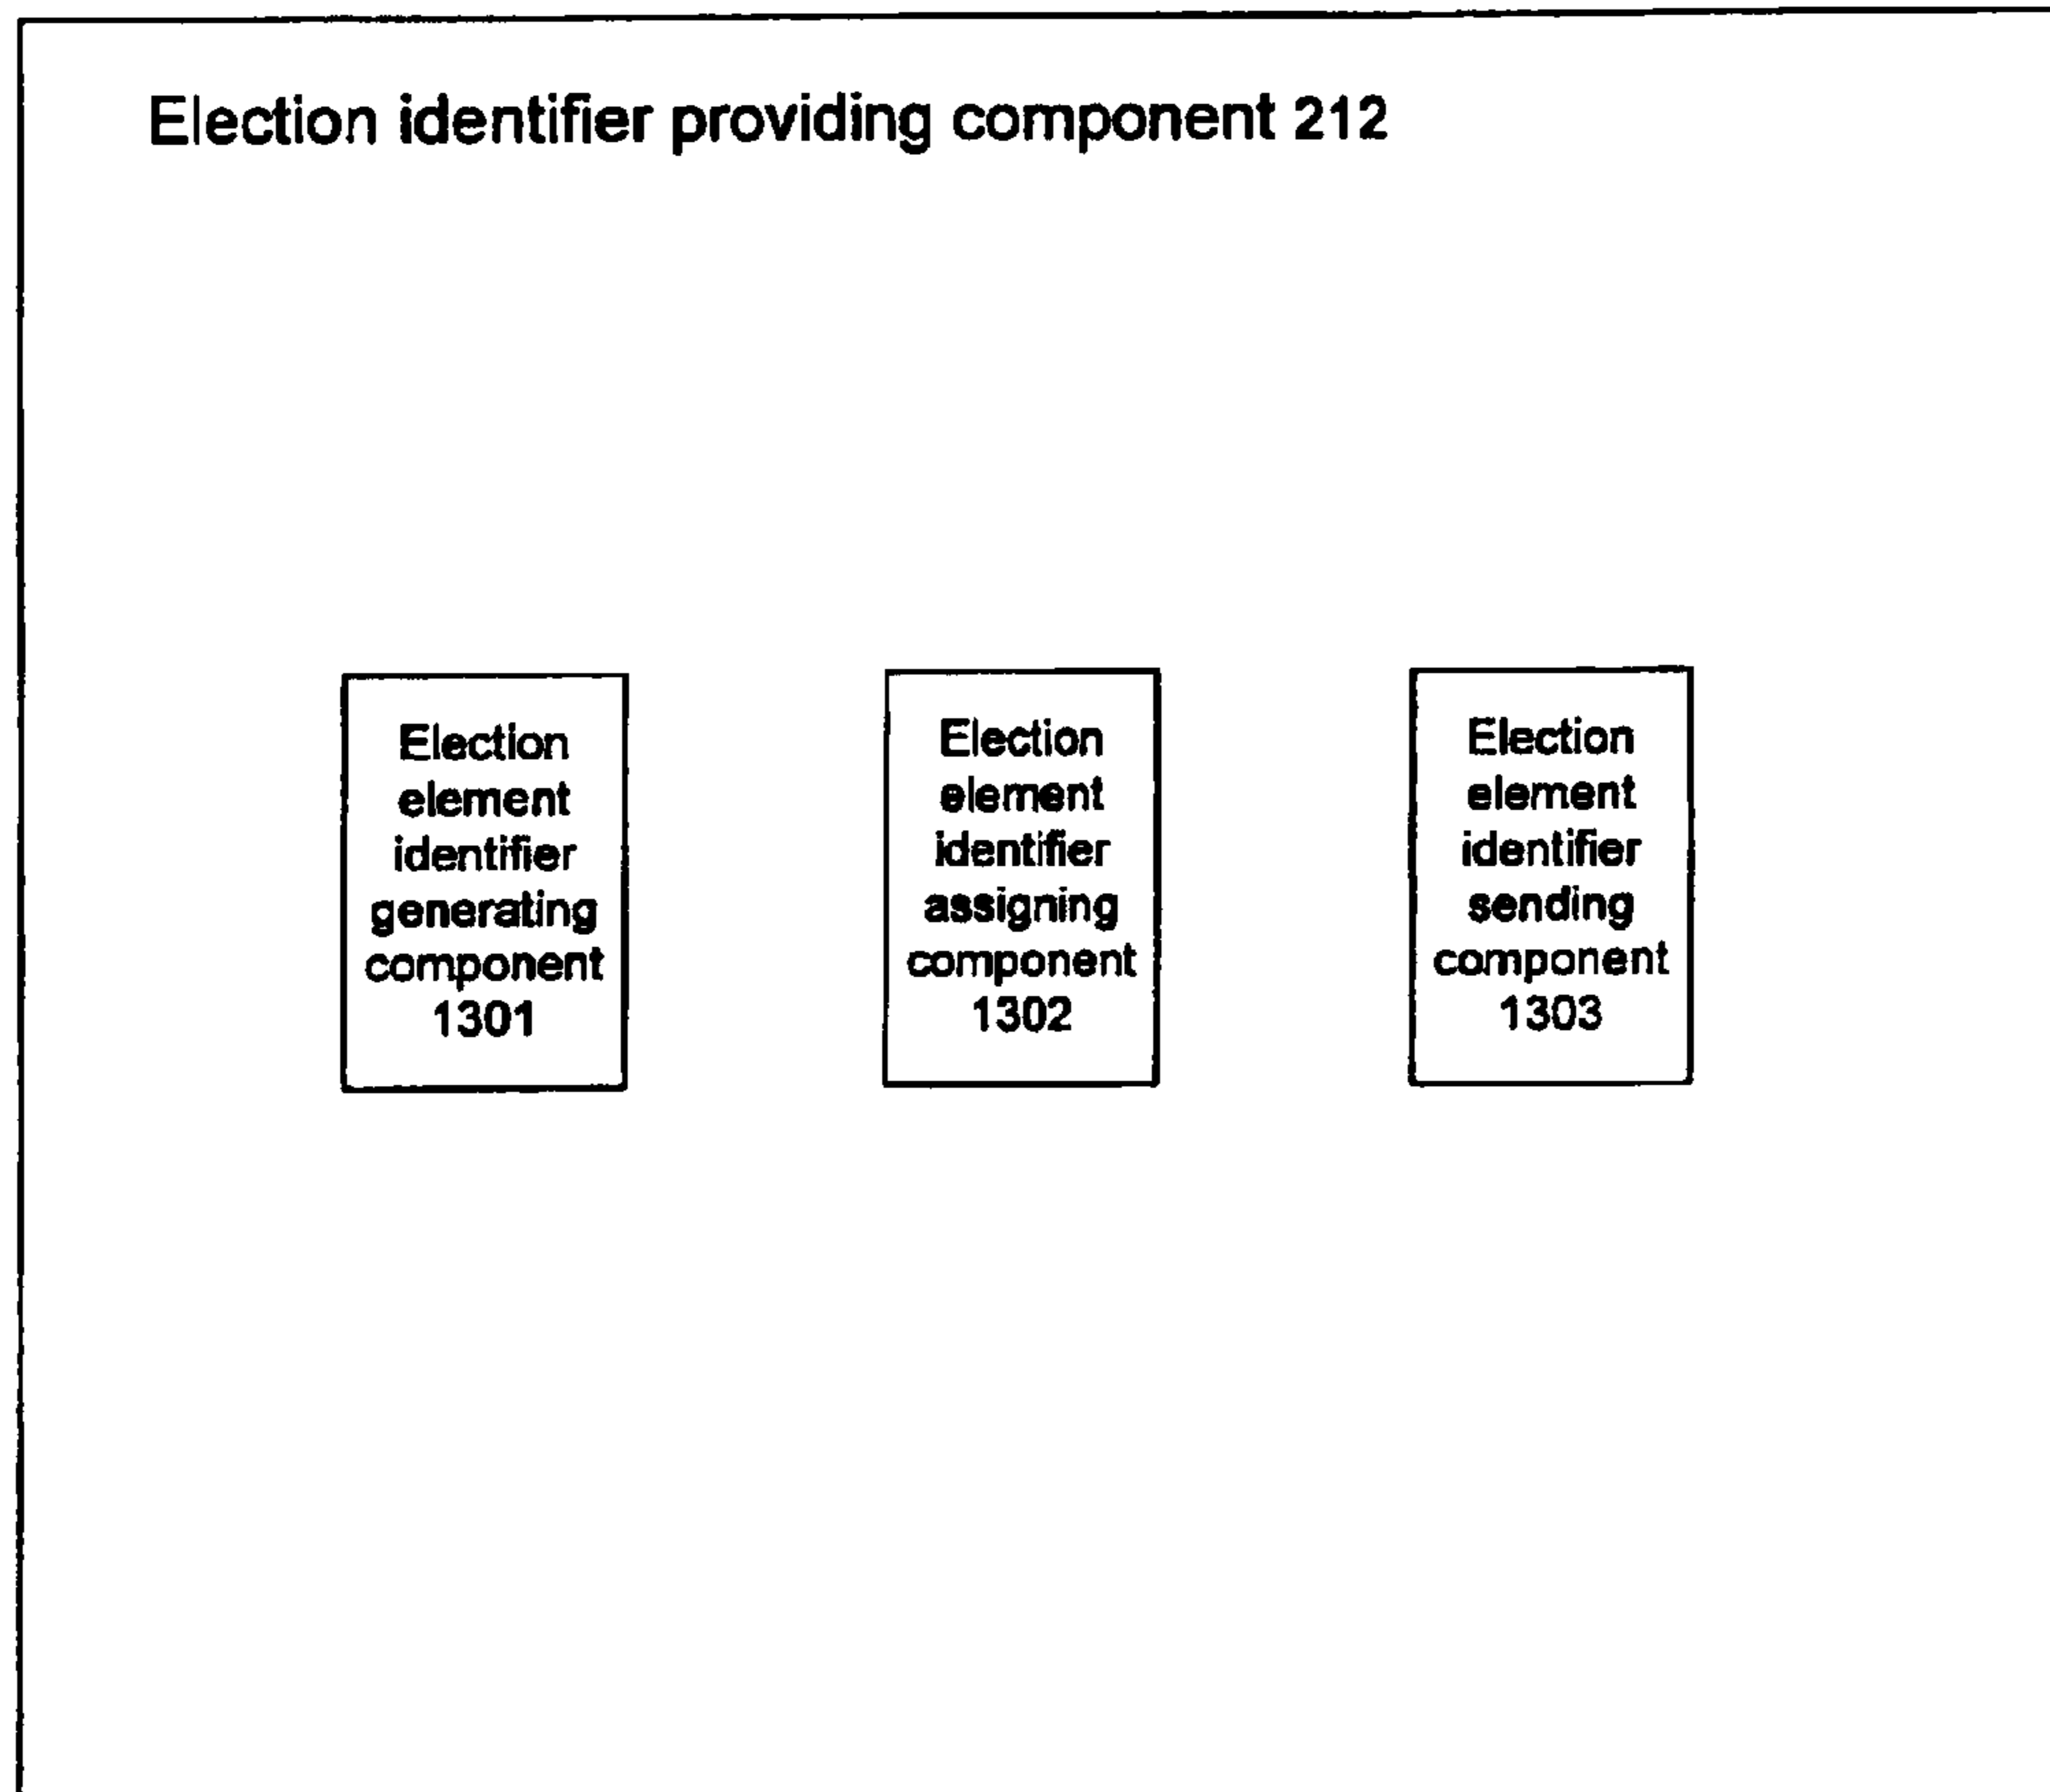 Election identifier providing component 212
Election
element
identifier
generating
component
1301
Election
element
identifier
assigning
component
1302
Election
element
identifier
sending
component
1303